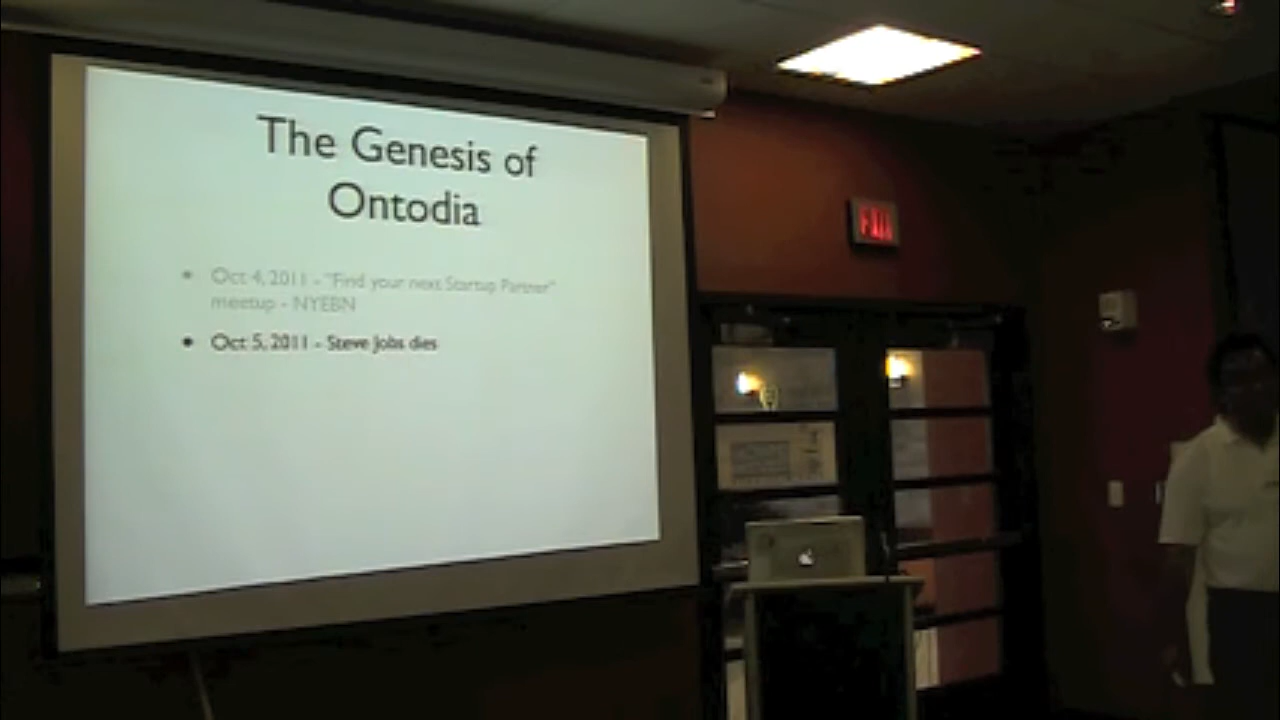 The Genesis of
Ontodia
• Oct 4, 2011 - "Find your next Startup Partner"
meetup - NYEBN
• Oct 5, 2011 - Steve Jobs dies
EXIT